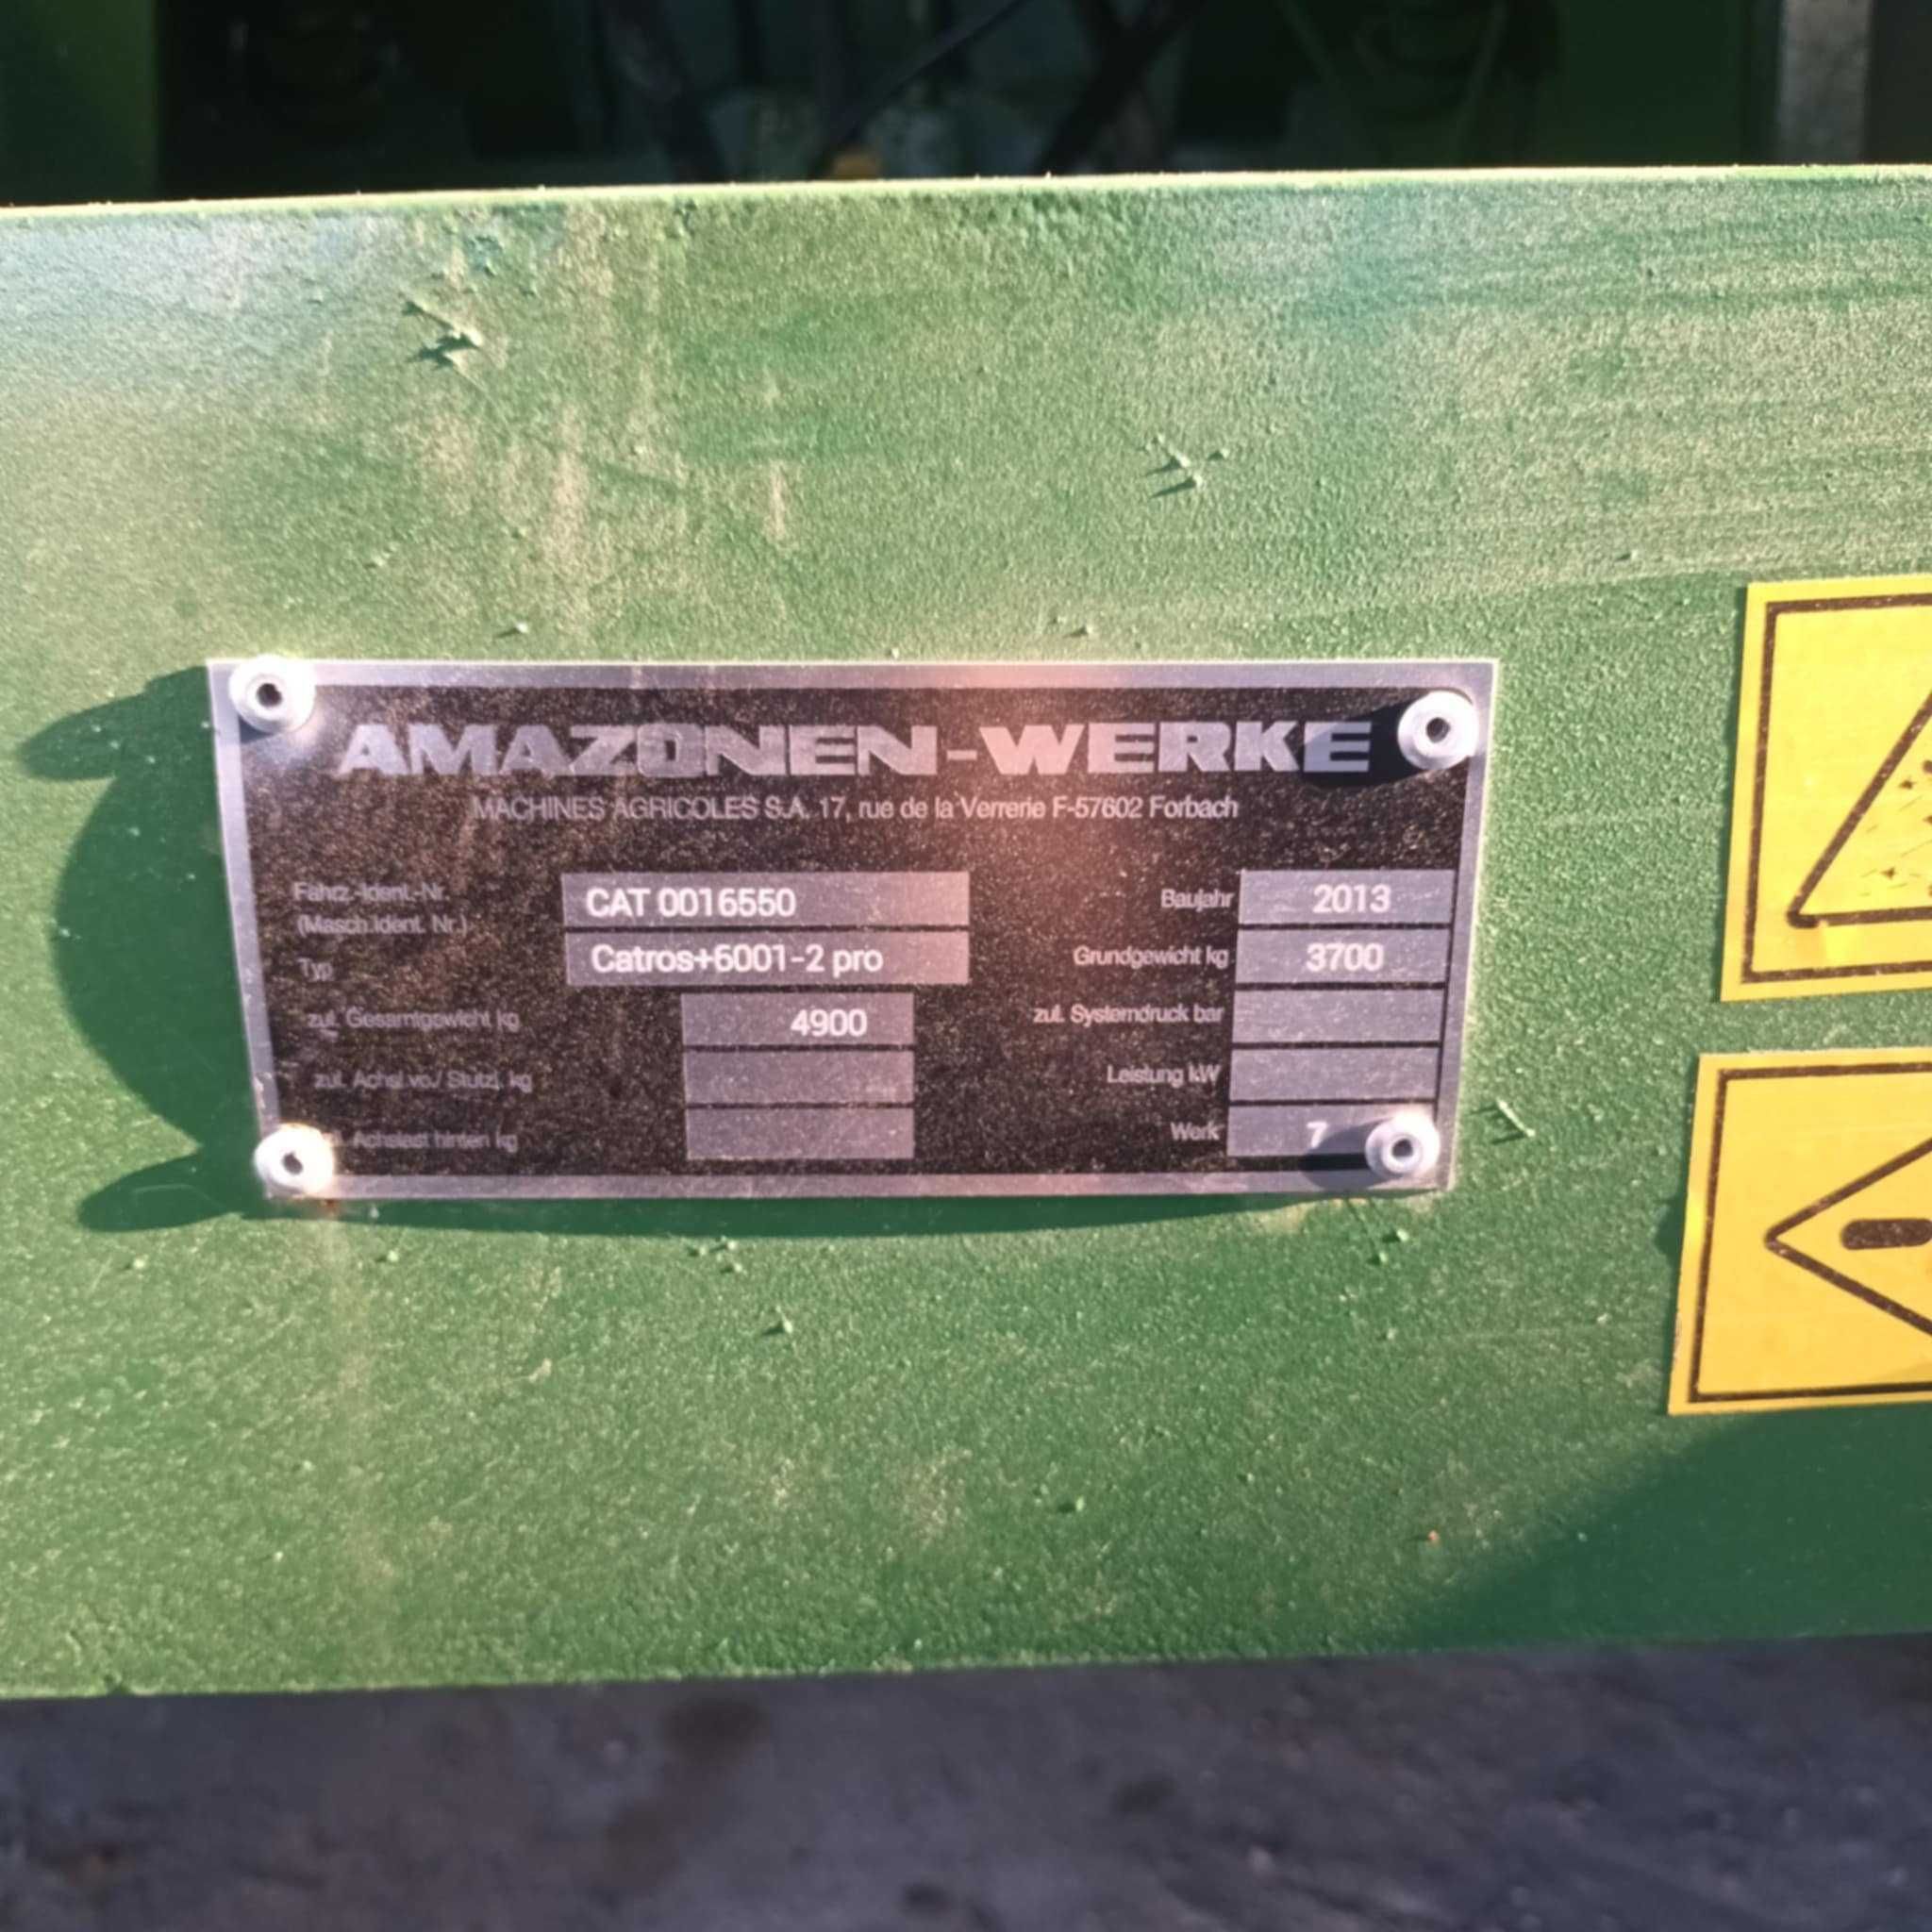 AMAZONEN-WERKE
MACHINES AGRICOLES S.A. 17, rue de la Verrerie F-57602 Forbach
Fahrz.-Ident.-Nr. CAT 0016550 Baujahr 2013
(Masch.Ident. Nr.)
Typ Catros+6001-2 pro Grundgewicht kg 3700
zul. Gesamtgewicht kg 4900 zul. Systemdruck bar
zul. Achsl.vo./ Stützl. kg Leistung kW
Achslast hinten kg Werk 7